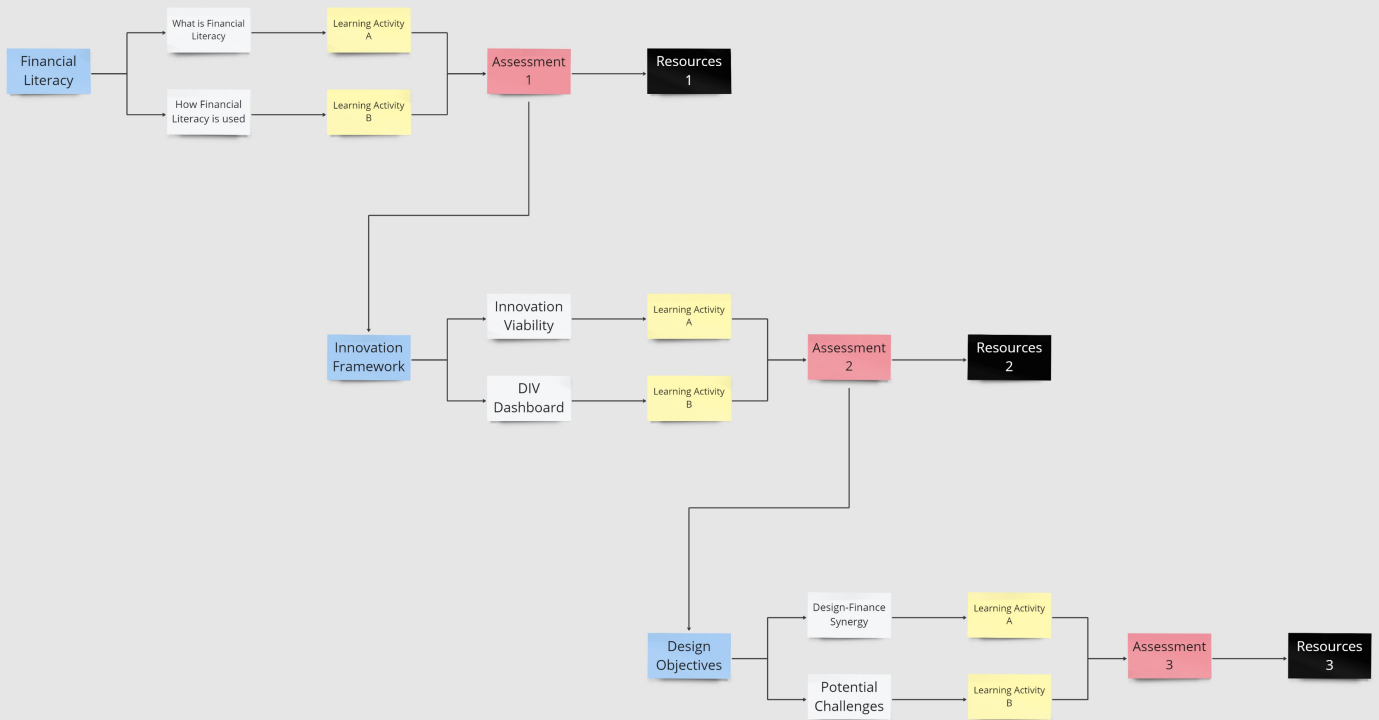 What is Financial
Literacy
Learning Activity
A
Financial
Literacy
Assessment
1
Resources
1
How Financial
Literacy is used
Learning Activity
B
Innovation
Viability
Learning Activity
A
Innovation
Framework
Assessment
2
Resources
2
DIV
Dashboard
Learning Activity
B
Design-Finance
Synergy
Learning Activity
A
Design
Objectives
Assessment
3
Resources
3
Potential
Challenges
Learning Activity
B